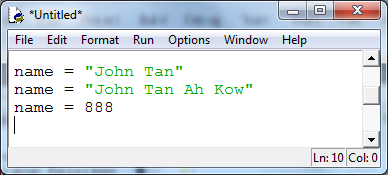 *Untitled*
File Edit Format Run Options Window Help
name = "John Tan"
name = "John Tan Ah Kow"
name = 888
Ln: 10 Col: 0